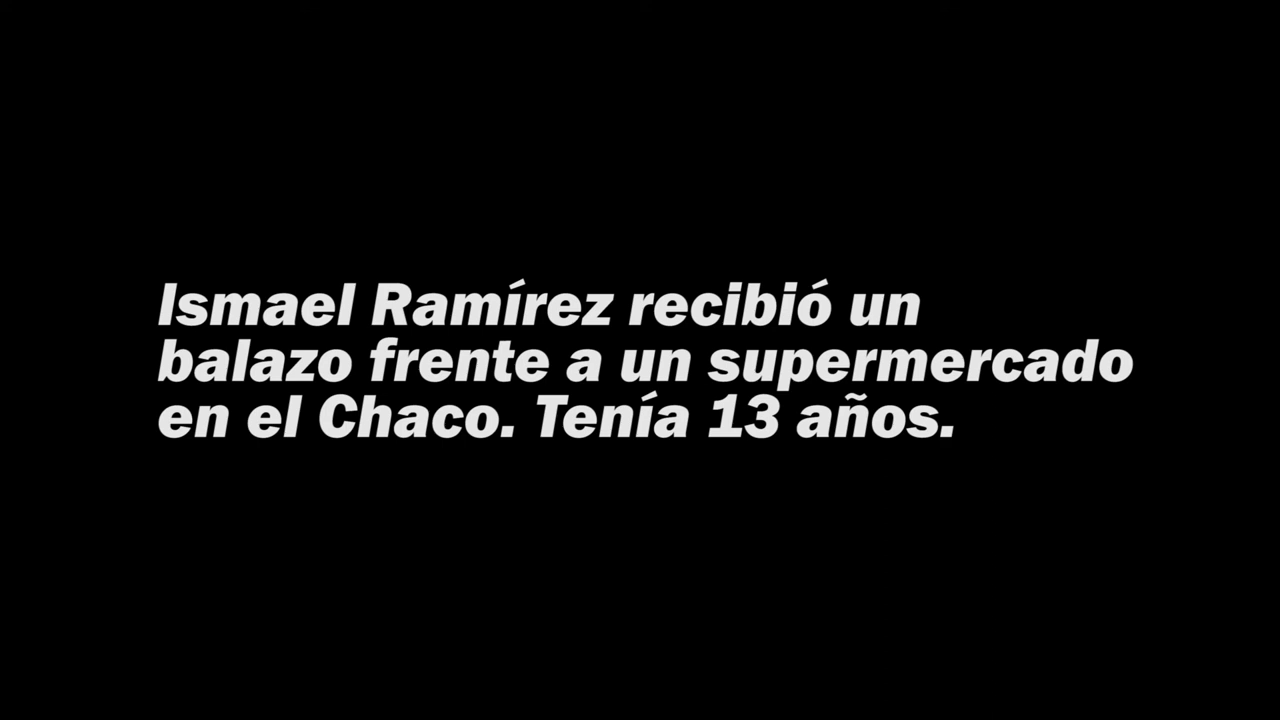 Ismael Ramírez recibió un
balazo frente a un supermercado
en el Chaco. Tenía 13 años.